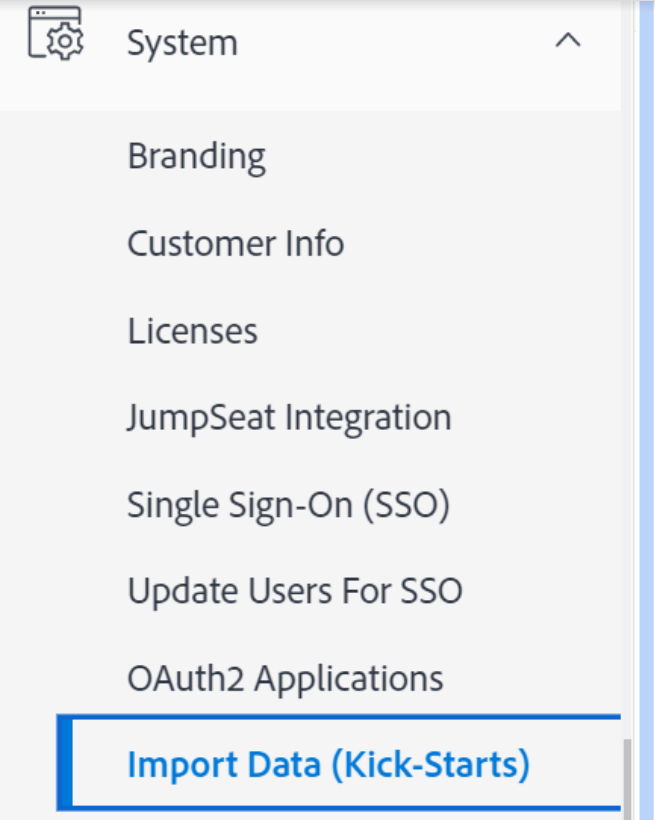 System
Branding
Customer Info
Licenses
JumpSeat Integration
Single Sign-On (SSO)
Update Users For SSO
OAuth2 Applications
Import Data (Kick-Starts)